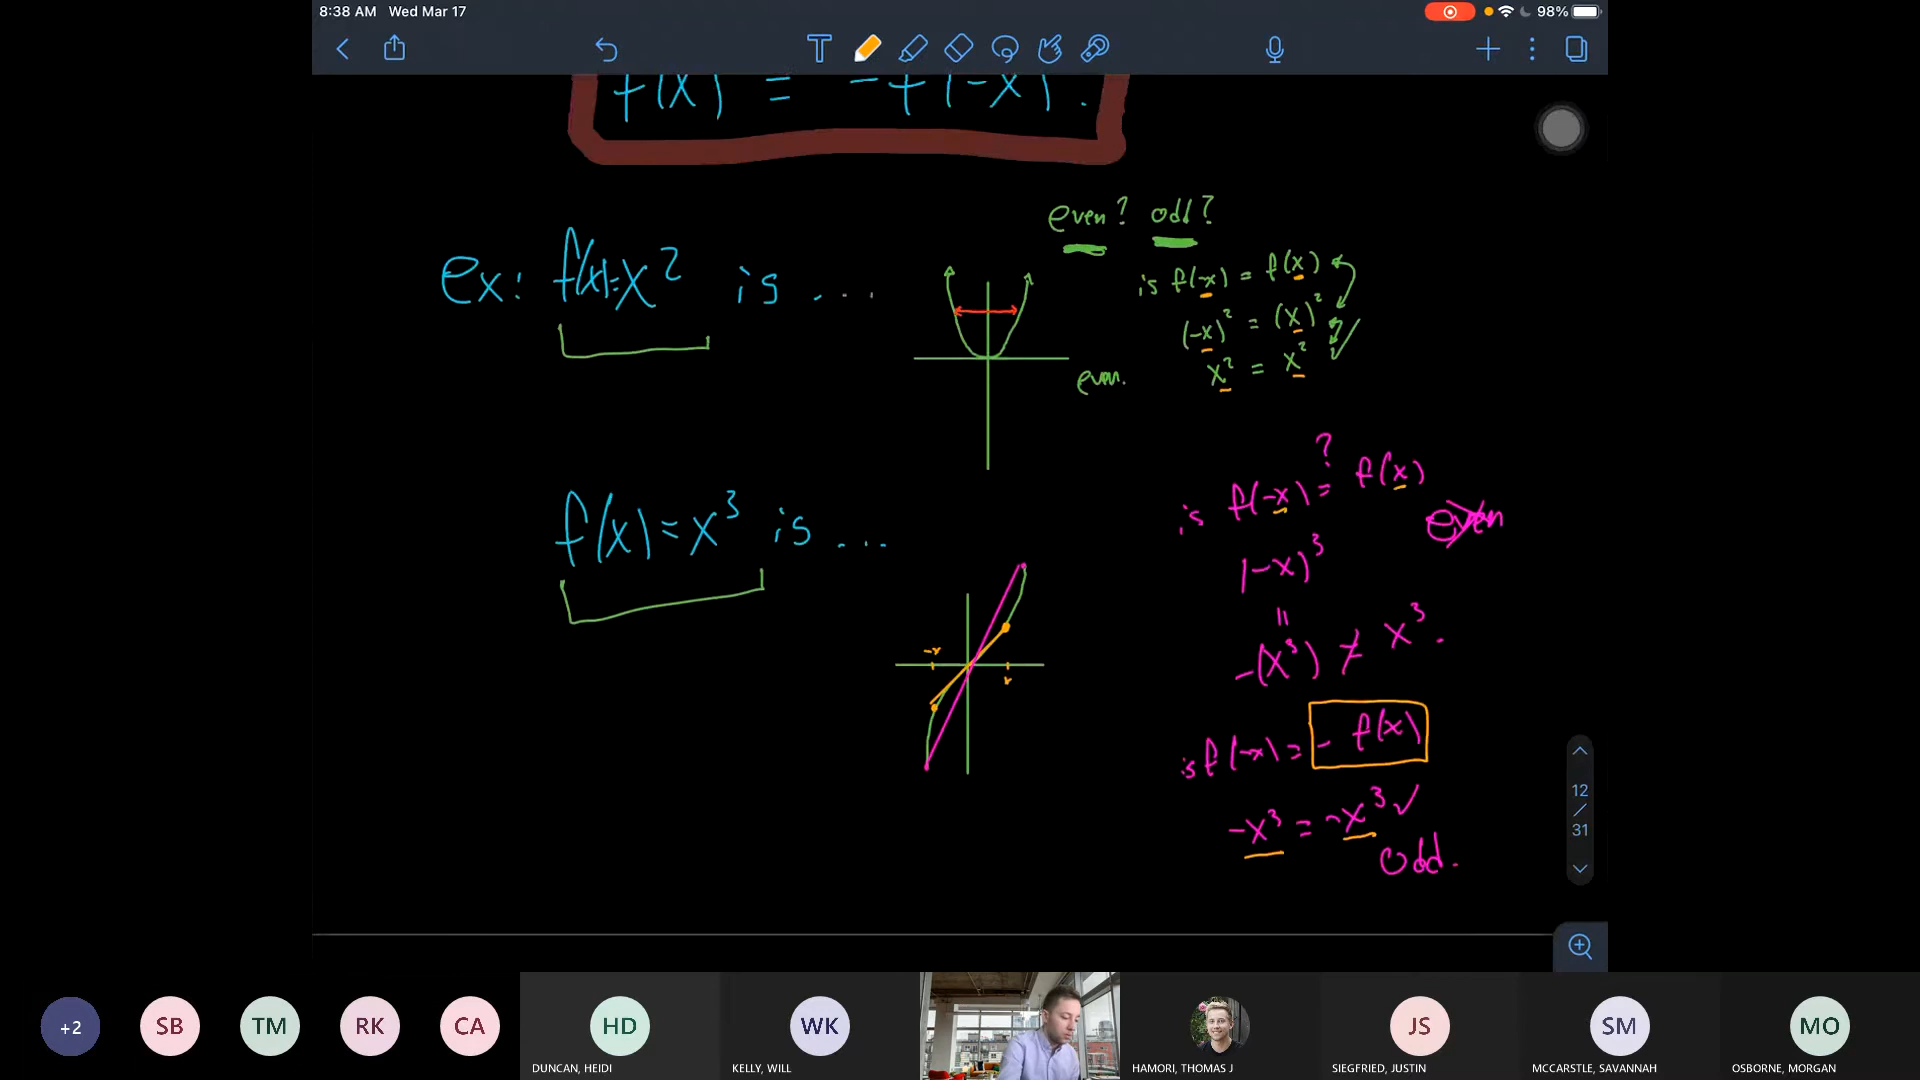 8:38 AM Wed Mar 17
98%
T
f(x) = -f(-x).
even? odd?
ex: f(x)=x² is ...
is f(-x) = f(x)
(-x)² = (x)²
x² = x²
even.
?
is f(-x) = f(x)
even
f(x) = x³ is ...
(-x)³
=
-(x³) ≠ x³.
-r
r
is f(-x) = - f(x)
-x³ = -x³ ✓
odd.
12
/
31
+2
SB
TM
RK
CA
HD
WK
JS
SM
MO
DUNCAN, HEIDI
KELLY, WILL
HAMORI, THOMAS J
SIEGFRIED, JUSTIN
MCCARSTLE, SAVANNAH
OSBORNE, MORGAN